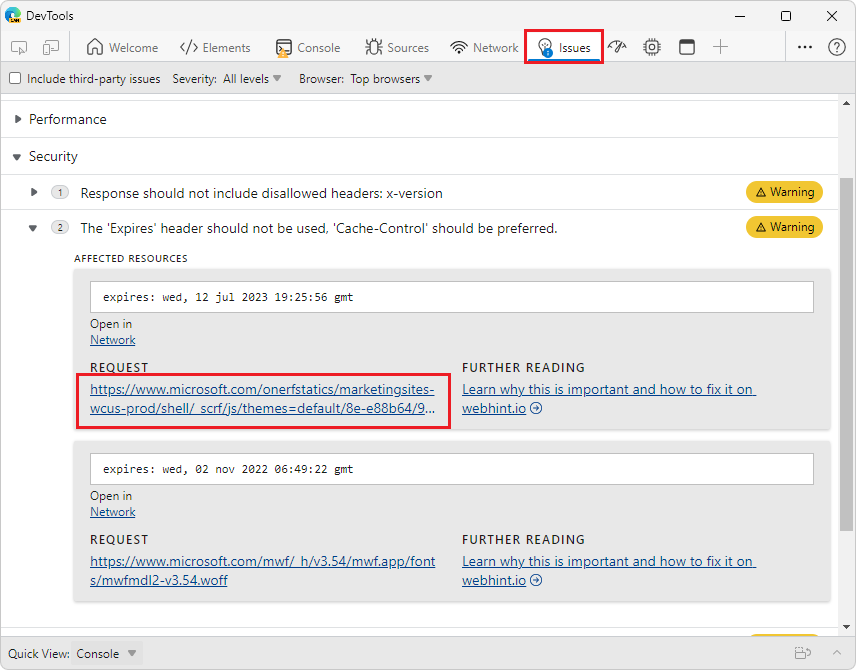 DevTools
Welcome Elements Console Sources Network Issues
Include third-party issues Severity: All levels Browser: Top browsers
Performance
Security
1 Response should not include disallowed headers: x-version Warning
2 The 'Expires' header should not be used, 'Cache-Control' should be preferred. Warning
AFFECTED RESOURCES
expires: wed, 12 jul 2023 19:25:56 gmt
Open in
Network
REQUEST
https://www.microsoft.com/onerfstatics/marketingsites-
wcus-prod/shell/_scrf/js/themes=default/8e-e88b64/9...
FURTHER READING
Learn why this is important and how to fix it on
webhint.io
expires: wed, 02 nov 2022 06:49:22 gmt
Open in
Network
REQUEST
https://www.microsoft.com/mwf/_h/v3.54/mwf.app/font
s/mwfmdl2-v3.54.woff
FURTHER READING
Learn why this is important and how to fix it on
webhint.io
Quick View: Console